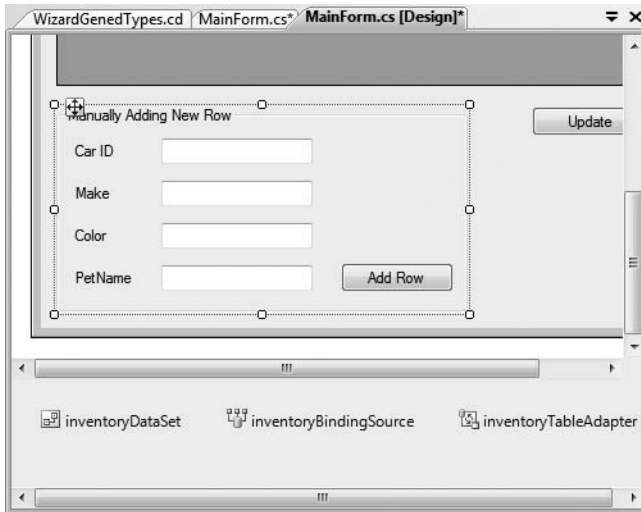 WizardGenedTypes.cd MainForm.cs* MainForm.cs [Design]*
Manually Adding New Row
Update
Car ID
Make
Color
PetName Add Row
inventoryDataSet inventoryBindingSource inventoryTableAdapter